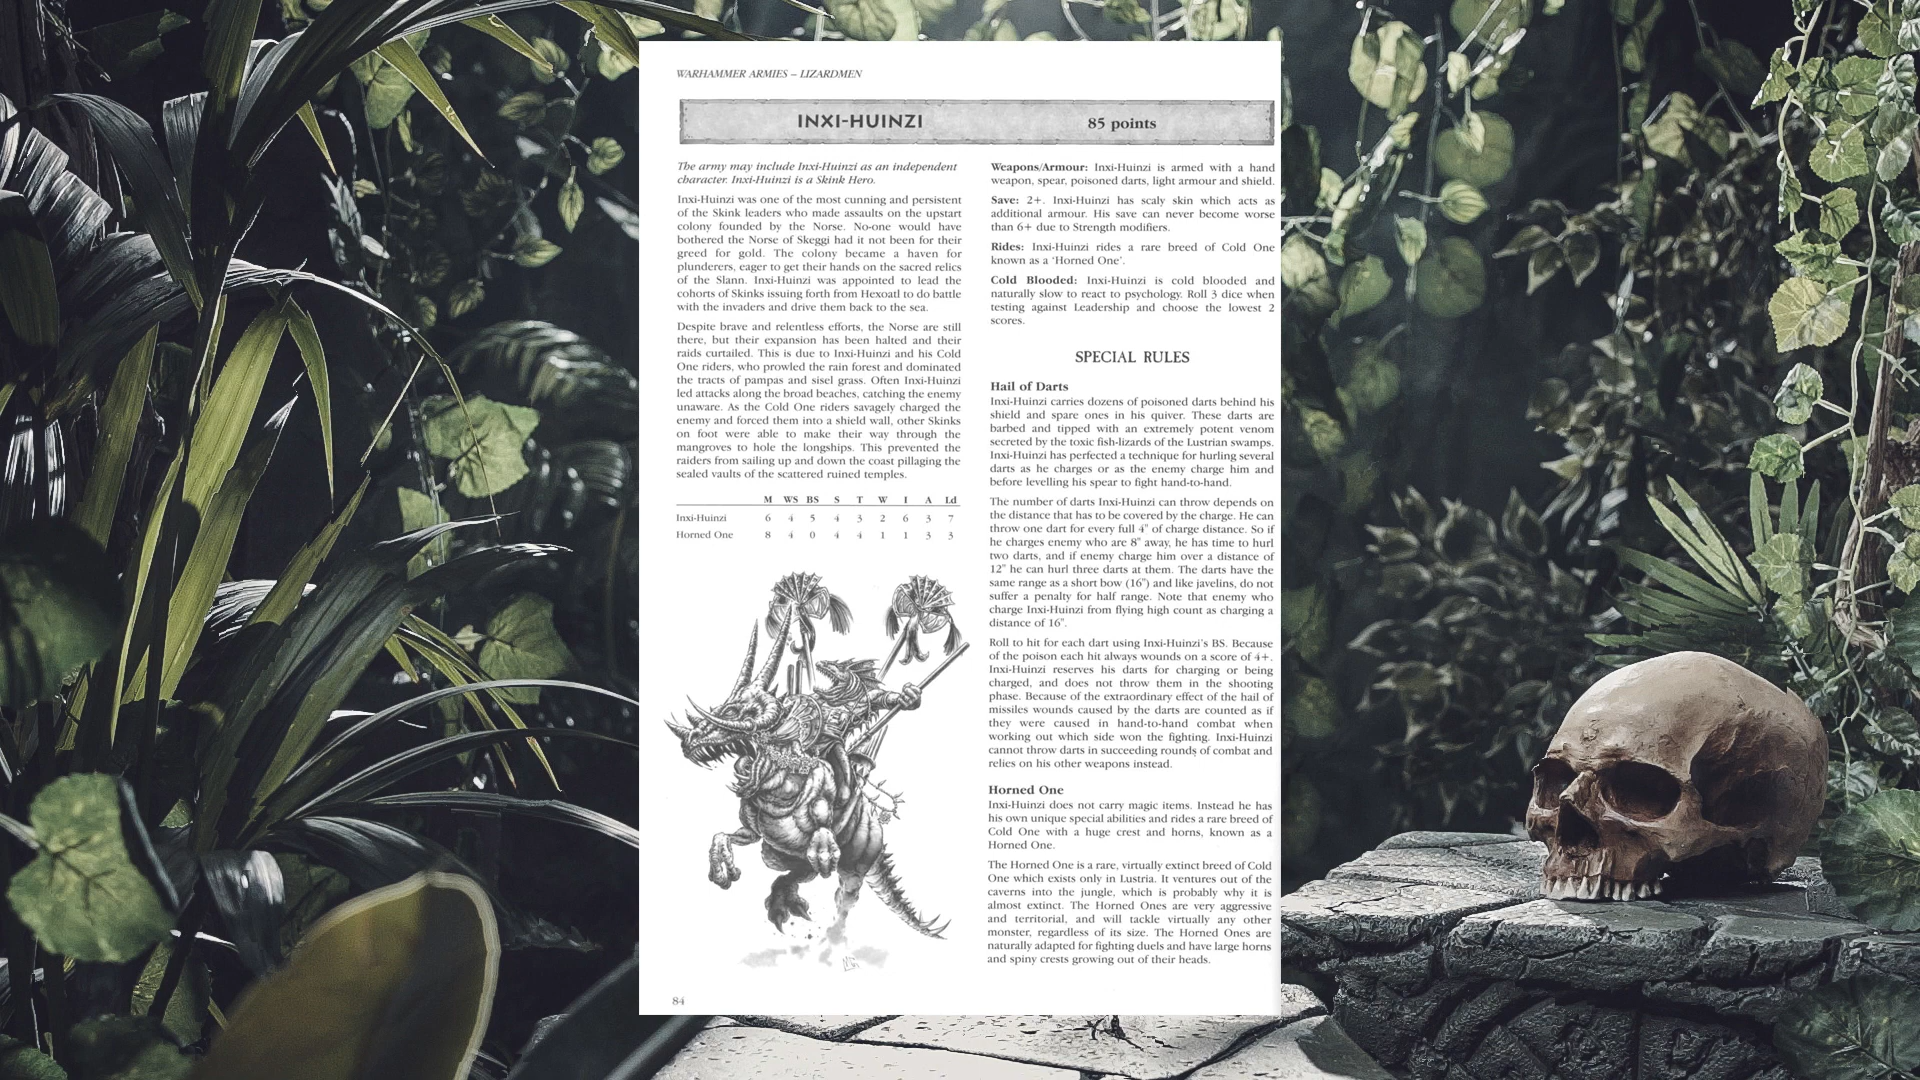 WARHAMMER ARMIES – LIZARDMEN
INXI-HUINZI
85 points
The army may include Inxi-Huinzi as an independent
character. Inxi-Huinzi is a Skink Hero.
Inxi-Huinzi was one of the most cunning and persistent
of the Skink leaders who made assaults on the upstart
colony founded by the Norse. No-one would have
bothered the Norse of Skeggi had it not been for their
greed for gold. The colony became a haven for
plunderers, eager to get their hands on the sacred relics
of the Slann. Inxi-Huinzi was appointed to lead the
cohorts of Skinks issuing forth from Hexoatl to do battle
with the invaders and drive them back to the sea.
Despite brave and relentless efforts, the Norse are still
there, but their expansion has been halted and their
raids curtailed. This is due to Inxi-Huinzi and his Cold
One riders, who prowled the rain forest and dominated
the tracts of pampas and sisel grass. Often Inxi-Huinzi
led attacks along the broad beaches, catching the enemy
unaware. As the Cold One riders savagely charged the
enemy and forced them into a shield wall, other Skinks
on foot were able to make their way through the
mangroves to hole the longships. This prevented the
raiders from sailing up and down the coast pillaging the
sealed vaults of the scattered ruined temples.
M WS BS S T W I A Ld
Inxi-Huinzi 6 4 5 4 3 2 6 3 7
Horned One 8 4 0 4 4 1 1 3 3
84
Weapons/Armour: Inxi-Huinzi is armed with a hand
weapon, spear, poisoned darts, light armour and shield.
Save: 2+. Inxi-Huinzi has scaly skin which acts as
additional armour. His save can never become worse
than 6+ due to Strength modifiers.
Rides: Inxi-Huinzi rides a rare breed of Cold One
known as a 'Horned One'.
Cold Blooded: Inxi-Huinzi is cold blooded and
naturally slow to react to psychology. Roll 3 dice when
testing against Leadership and choose the lowest 2
scores.
SPECIAL RULES
Hail of Darts
Inxi-Huinzi carries dozens of poisoned darts behind his
shield and spare ones in his quiver. These darts are
barbed and tipped with an extremely potent venom
secreted by the toxic fish-lizards of the Lustrian swamps.
Inxi-Huinzi has perfected a technique for hurling several
darts as he charges or as the enemy charge him and
before levelling his spear to fight hand-to-hand.
The number of darts Inxi-Huinzi can throw depends on
the distance that has to be covered by the charge. He can
throw one dart for every full 4" of charge distance. So if
he charges enemy who are 8" away, he has time to hurl
two darts, and if enemy charge him over a distance of
12" he can hurl three darts at them. The darts have the
same range as a short bow (16") and like javelins, do not
suffer a penalty for half range. Note that enemy who
charge Inxi-Huinzi from flying high count as charging a
distance of 16".
Roll to hit for each dart using Inxi-Huinzi's BS. Because
of the poison each hit always wounds on a score of 4+.
Inxi-Huinzi reserves his darts for charging or being
charged, and does not throw them in the shooting
phase. Because of the extraordinary effect of the hail of
missiles wounds caused by the darts are counted as if
they were caused in hand-to-hand combat when
working out which side won the fighting. Inxi-Huinzi
cannot throw darts in succeeding rounds of combat and
relies on his other weapons instead.
Horned One
Inxi-Huinzi does not carry magic items. Instead he has
his own unique special abilities and rides a rare breed of
Cold One with a huge crest and horns, known as a
Horned One.
The Horned One is a rare, virtually extinct breed of Cold
One which exists only in Lustria. It ventures out of the
caverns into the jungle, which is probably why it is
almost extinct. The Horned Ones are very aggressive
and territorial, and will tackle virtually any other
monster, regardless of its size. The Horned Ones are
naturally adapted for fighting duels and have large horns
and spiny crests growing out of their heads.